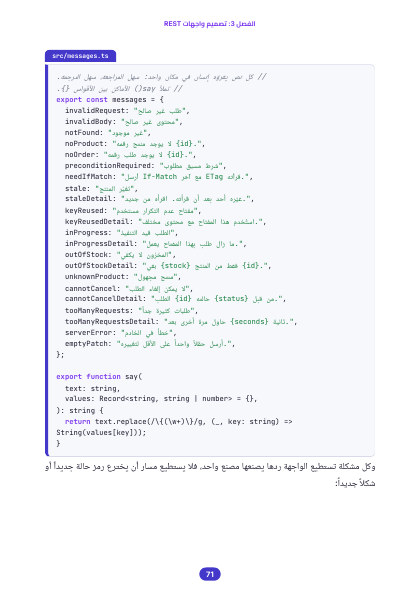 الفصل 3: تصميم واجهات REST
src/messages.ts
// كل نص يقرؤه إنسان في مكان واحد: سهل المراجعة، سهل الترجمة.
// تملأ say() الأماكن بين الأقواس {}.
export const messages = {
invalidRequest: "طلب غير صالح",
invalidBody: "محتوى غير صالح",
notFound: "غير موجود",
noProduct: "لا يوجد منتج رقمه {id}.",
noOrder: "لا يوجد طلب رقمه {id}.",
preconditionRequired: "شرط مسبق مطلوب",
needIfMatch: "أرسل If-Match مع آخر ETag قرأته.",
stale: "تغيّر المنتج",
staleDetail: "غيّره أحد بعد أن قرأته. اقرأه من جديد.",
keyReused: "مفتاح عدم التكرار مستخدم",
keyReusedDetail: "استُخدم هذا المفتاح مع محتوى مختلف.",
inProgress: "الطلب قيد التنفيذ",
inProgressDetail: "ما زال طلب بهذا المفتاح يعمل.",
outOfStock: "المخزون لا يكفي",
outOfStockDetail: "بقي {stock} فقط من المنتج {id}.",
unknownProduct: "منتج مجهول",
cannotCancel: "لا يمكن إلغاء الطلب",
cannotCancelDetail: "الطلب {id} حالته {status} من قبل.",
tooManyRequests: "طلبات كثيرة جداً",
tooManyRequestsDetail: "حاول مرة أخرى بعد {seconds} ثانية.",
serverError: "خطأ في الخادم",
emptyPatch: "أرسل حقلاً واحداً على الأقل لتغييره.",
};
export function say(
text: string,
values: Record<string, string | number> = {},
): string {
return text.replace(/\{(\w+)\}/g, (_, key: string) =>
String(values[key]));
}
وكل مشكلة تستطيع الواجهة ردها يصنعها مصنع واحد، فلا يستطيع مسار أن يخترع رمز حالة جديداً أو
شكلاً جديداً:
71